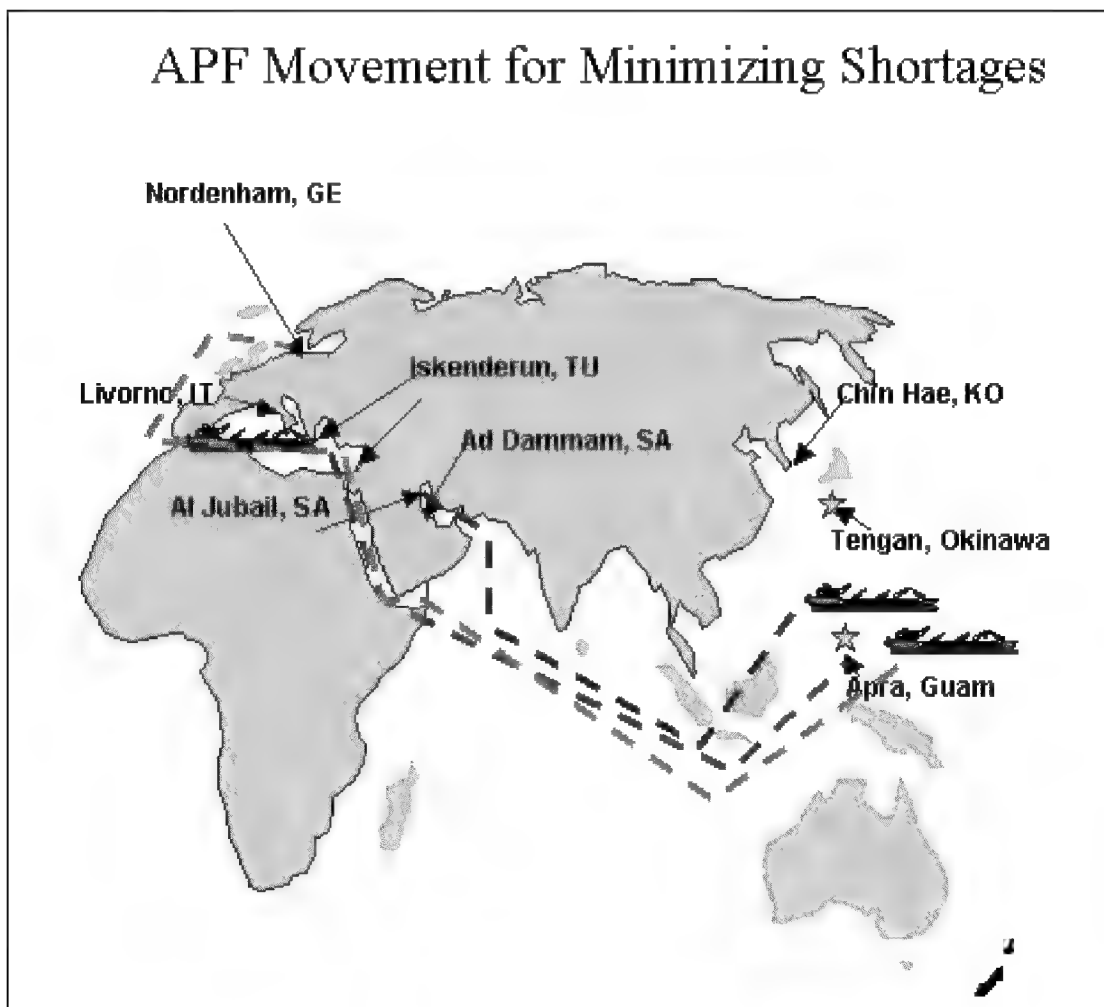 APF Movement for Minimizing Shortages
Nordenham, GE
Iskenderun, TU
Livorno, IT
Chin Hae, KO
Ad Dammam, SA
Al Jubail, SA
Tengan, Okinawa
Apra, Guam